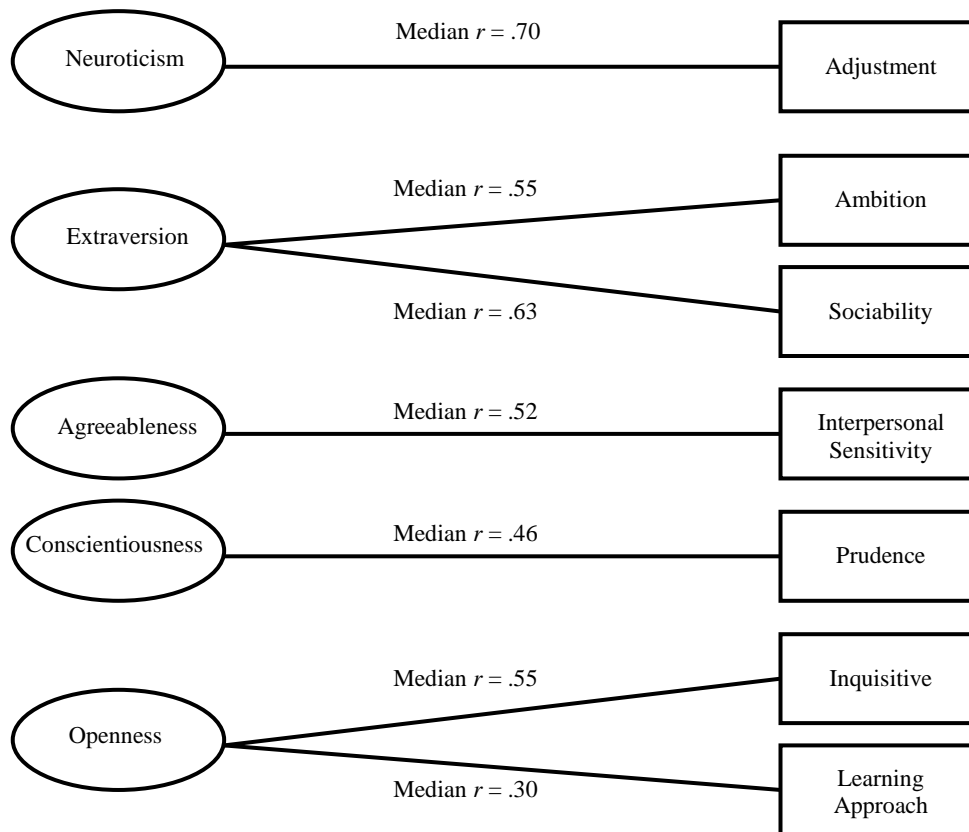 Median r = .70
Neuroticism
Adjustment
Median r = .55
Ambition
Extraversion
Sociability
Median r = .63
Median r = .52
Agreeableness
Interpersonal
Sensitivity
Median r = .46
Conscientiousness
Prudence
Median r = .55
Inquisitive
Openness
Median r = .30
Learning
Approach